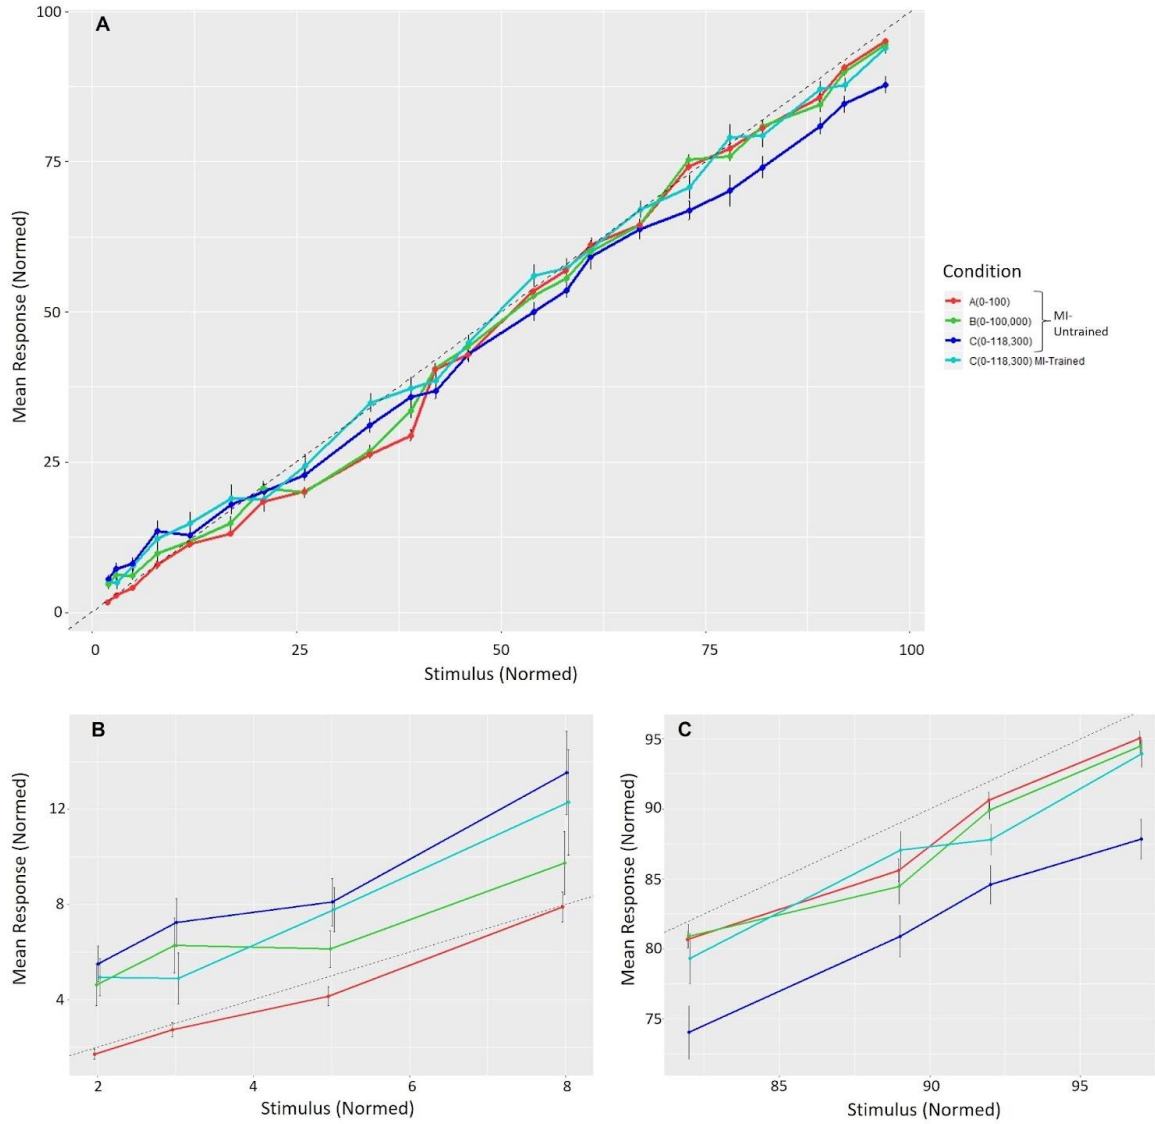 A
100
75
50
25
0
Mean Response (Normed)
0 25 50 75 100
Stimulus (Normed)
Condition
A(0-100)
B(0-100,000)
C(0-118,300)
C(0-118,300) MI-Trained
MI-
Untrained
B
12
8
4
Mean Response (Normed)
2 4 6 8
Stimulus (Normed)
C
95
90
85
80
75
Mean Response (Normed)
85 90 95
Stimulus (Normed)